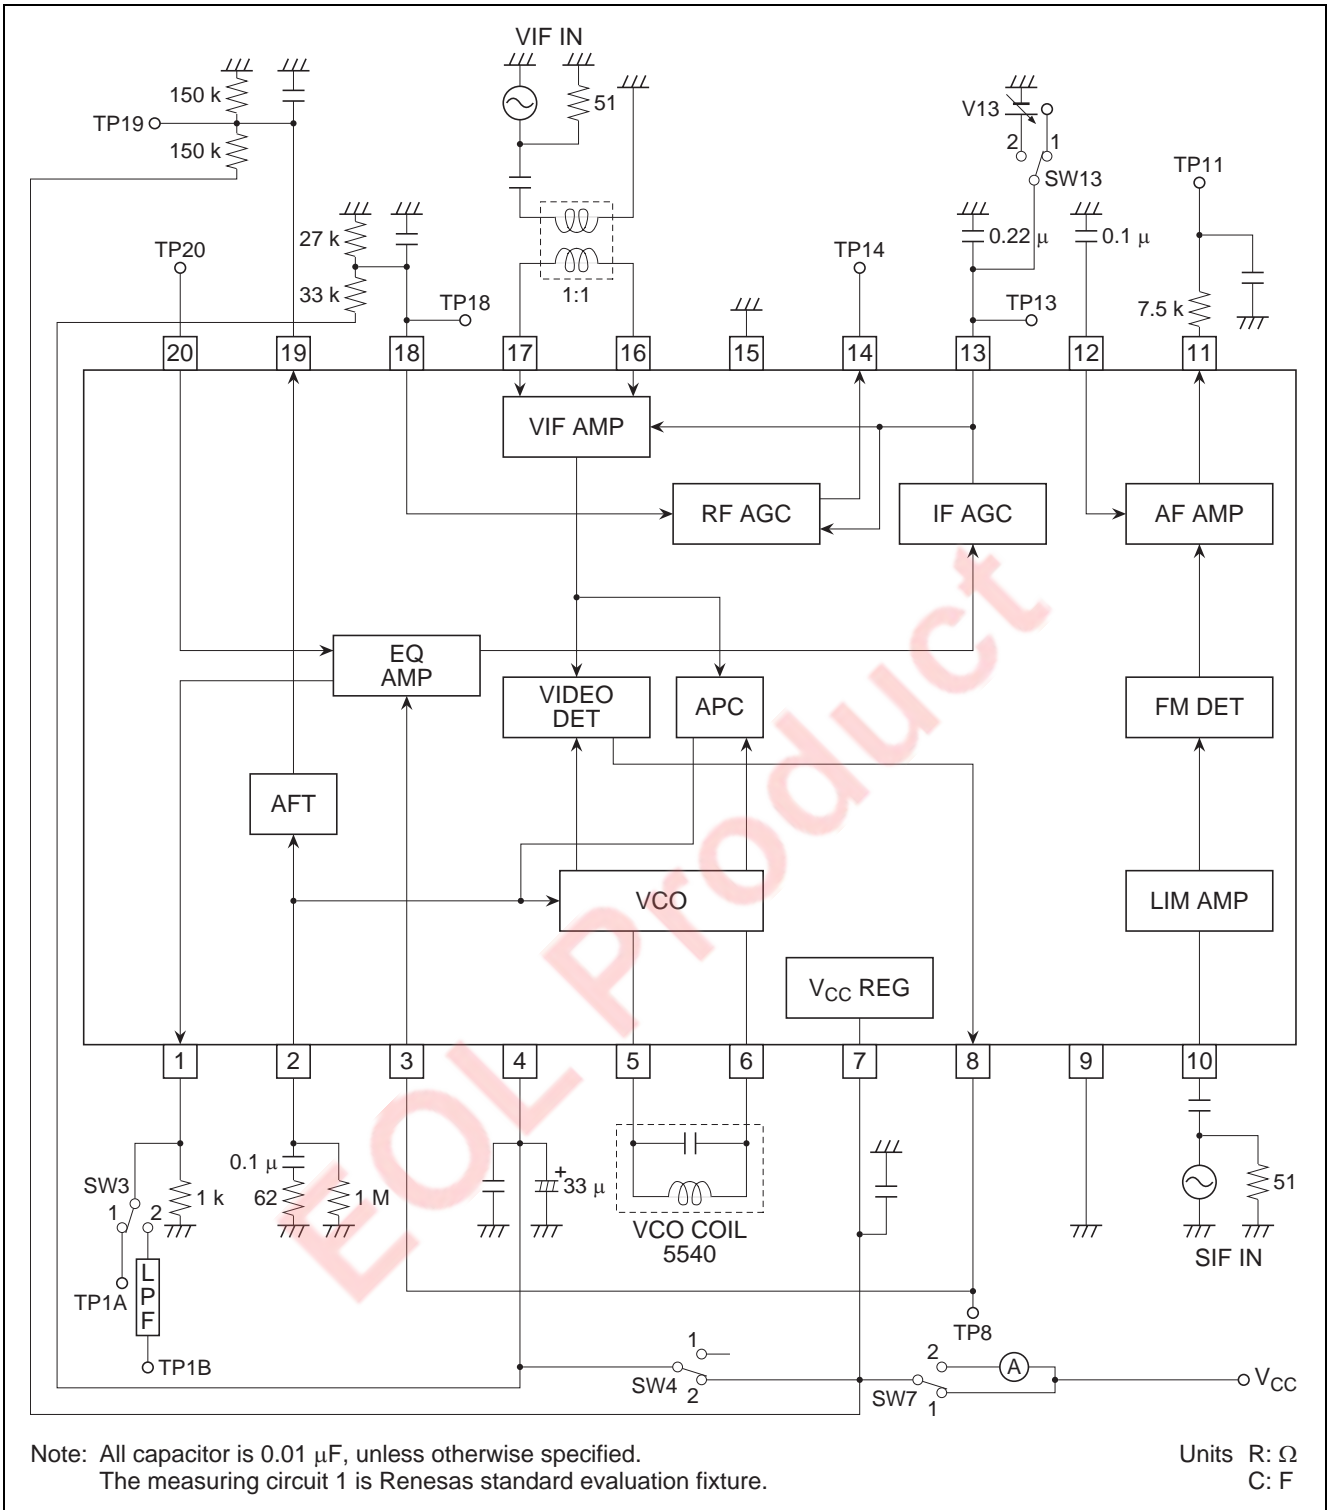 VIF IN
150 k
TP19
150 k
51
V13
2
1
SW13
TP11
TP20
27 k
33 k
TP18
1:1
TP14
0.22 μ
TP13
0.1 μ
7.5 k
20
19
18
17
16
15
14
13
12
11
VIF AMP
RF AGC
IF AGC
AF AMP
EQ
AMP
VIDEO
DET
APC
FM DET
AFT
VCO
LIM AMP
VCC REG
1
2
3
4
5
6
7
8
9
10
SW3
1
2
1 k
TP1A
LPF
TP1B
0.1 μ
62
1 M
+
33 μ
VCO COIL
5540
51
SIF IN
TP8
1
SW4
2
2
SW7
1
A
VCC
EOL Product
Note: All capacitor is 0.01 μF, unless otherwise specified.
The measuring circuit 1 is Renesas standard evaluation fixture.
Units R: Ω
C: F